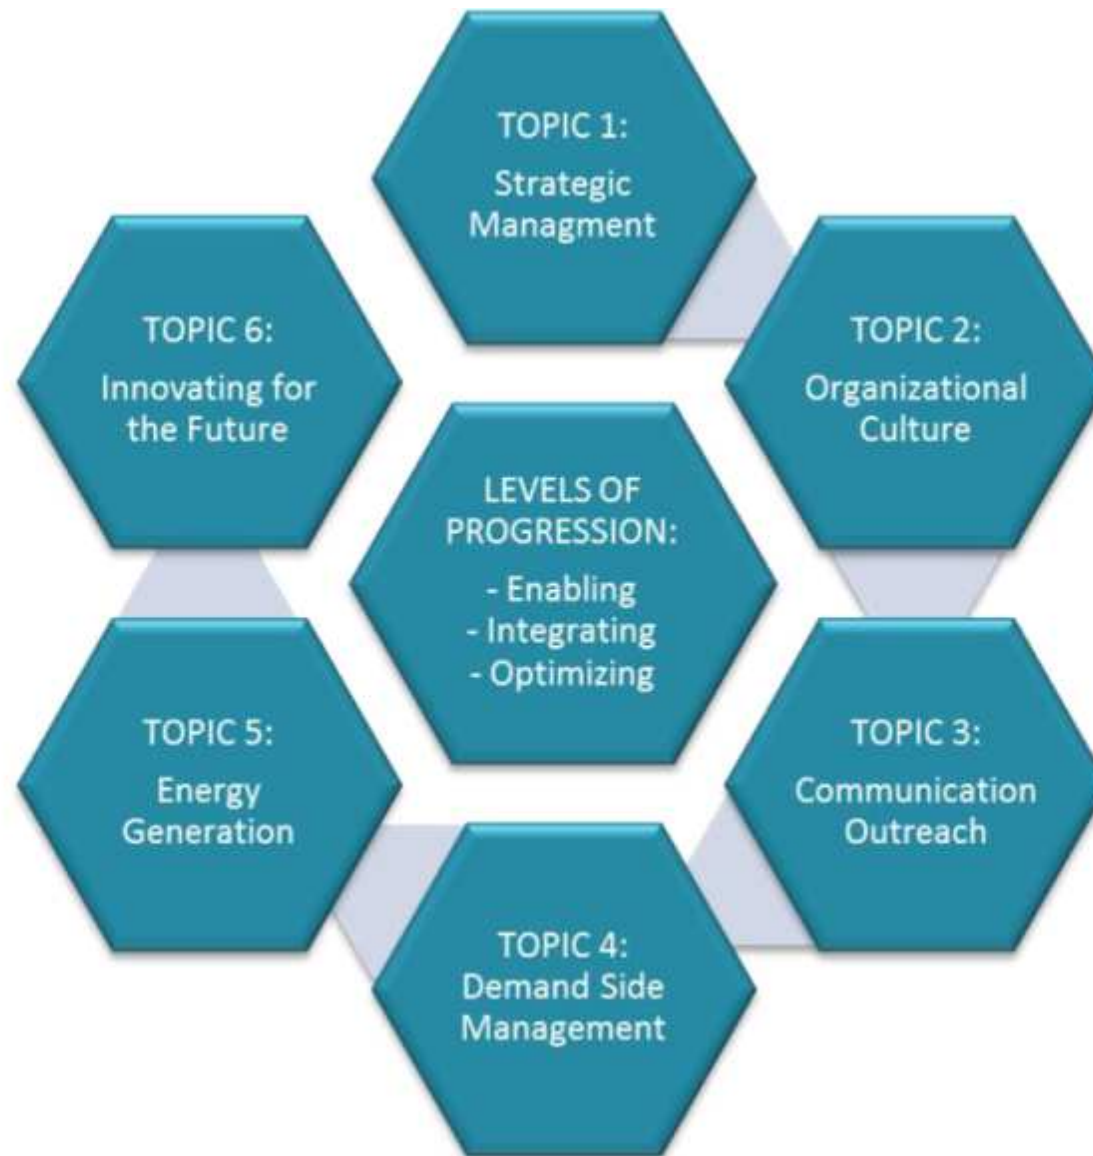 TOPIC 1:
Strategic
Managment
TOPIC 2:
Organizational
Culture
TOPIC 3:
Communication
Outreach
TOPIC 4:
Demand Side
Management
TOPIC 5:
Energy
Generation
TOPIC 6:
Innovating for
the Future
LEVELS OF
PROGRESSION:
- Enabling
- Integrating
- Optimizing